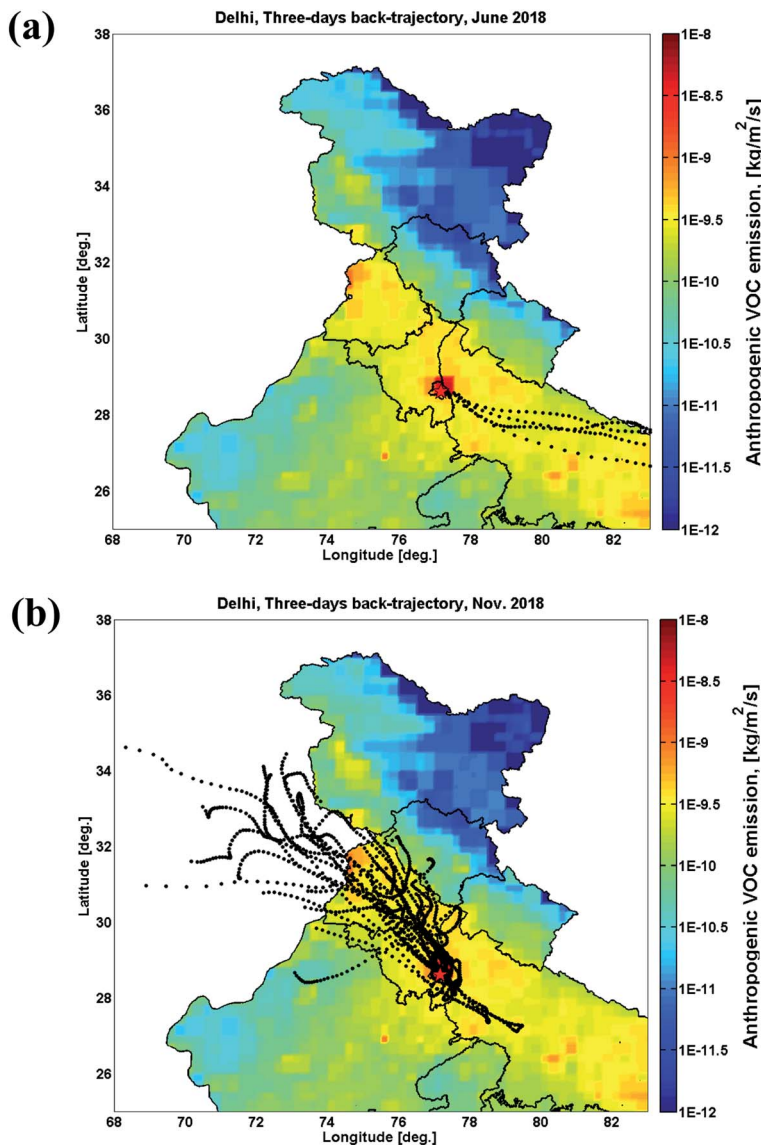 (a)
Delhi, Three-days back-trajectory, June 2018
38
36
34
32
30
28
26
Latitude [deg.]
68 70 72 74 76 78 80 82
Longitude [deg.]
1E-8
1E-8.5
1E-9
1E-9.5
1E-10
1E-10.5
1E-11
1E-11.5
1E-12
Anthropogenic VOC emission, [kg/m²/s]
(b)
Delhi, Three-days back-trajectory, Nov. 2018
38
36
34
32
30
28
26
Latitude [deg.]
68 70 72 74 76 78 80 82
Longitude [deg.]
1E-8
1E-8.5
1E-9
1E-9.5
1E-10
1E-10.5
1E-11
1E-11.5
1E-12
Anthropogenic VOC emission, [kg/m²/s]